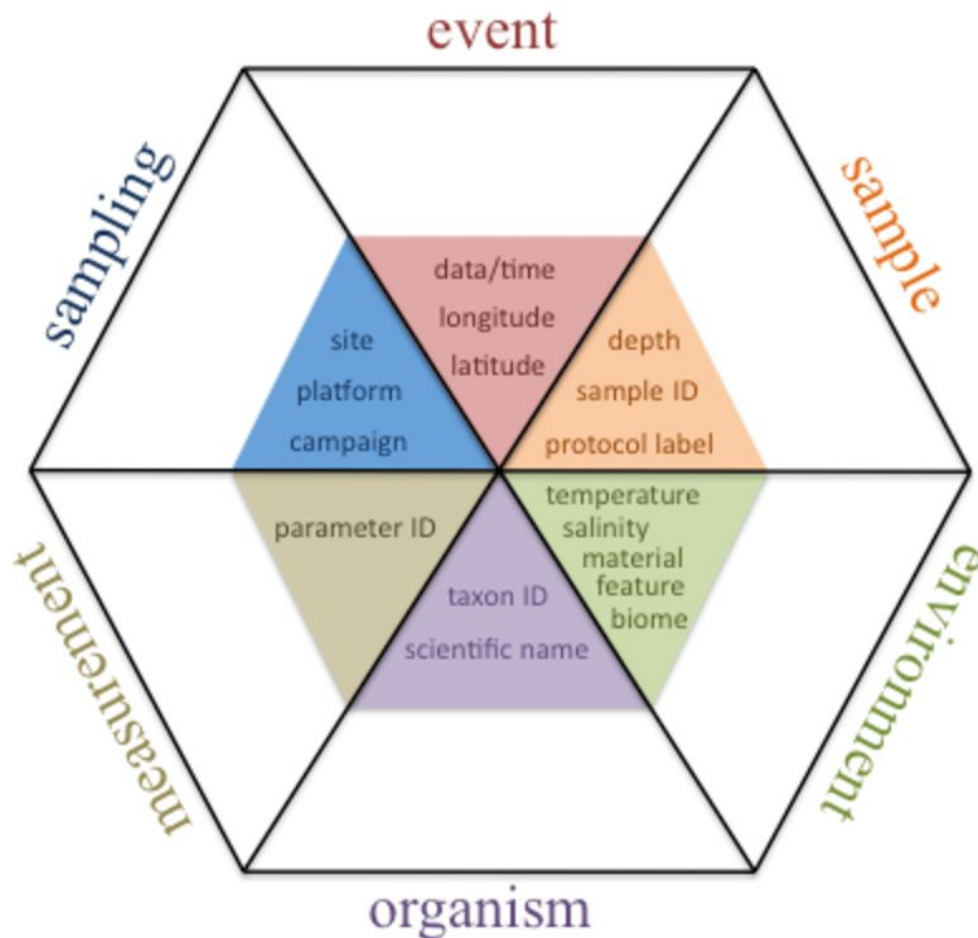 event
sampling
sample
data/time
longitude
latitude
site
platform
campaign
depth
sample ID
protocol label
parameter ID
temperature
salinity
material
feature
biome
taxon ID
scientific name
measurement
environment
organism